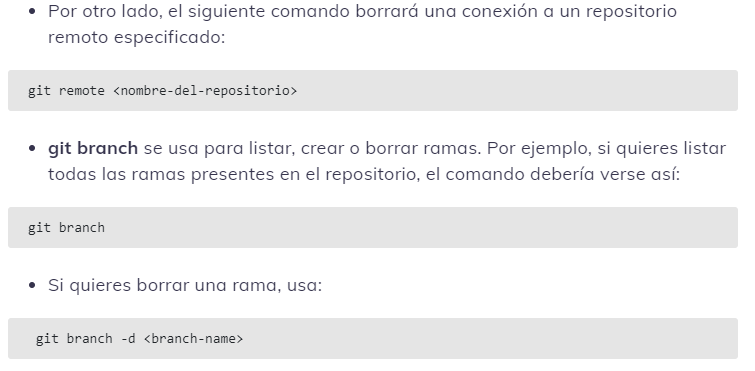 • Por otro lado, el siguiente comando borrará una conexión a un repositorio
remoto especificado:
git remote <nombre-del-repositorio>
• git branch se usa para listar, crear o borrar ramas. Por ejemplo, si quieres listar
todas las ramas presentes en el repositorio, el comando debería verse así:
git branch
• Si quieres borrar una rama, usa:
git branch -d <branch-name>